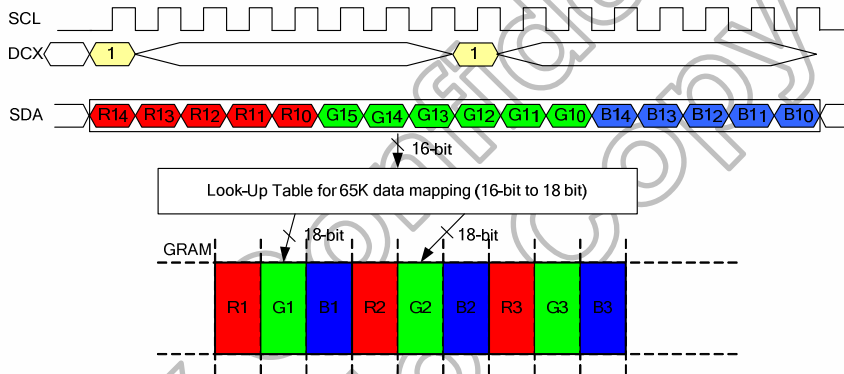 SCL
DCX 1 1
SDA R14 R13 R12 R11 R10 G15 G14 G13 G12 G11 G10 B14 B13 B12 B11 B10
16-bit
Look-Up Table for 65K data mapping (16-bit to 18 bit)
18-bit 18-bit
GRAM
R1 G1 B1 R2 G2 B2 R3 G3 B3